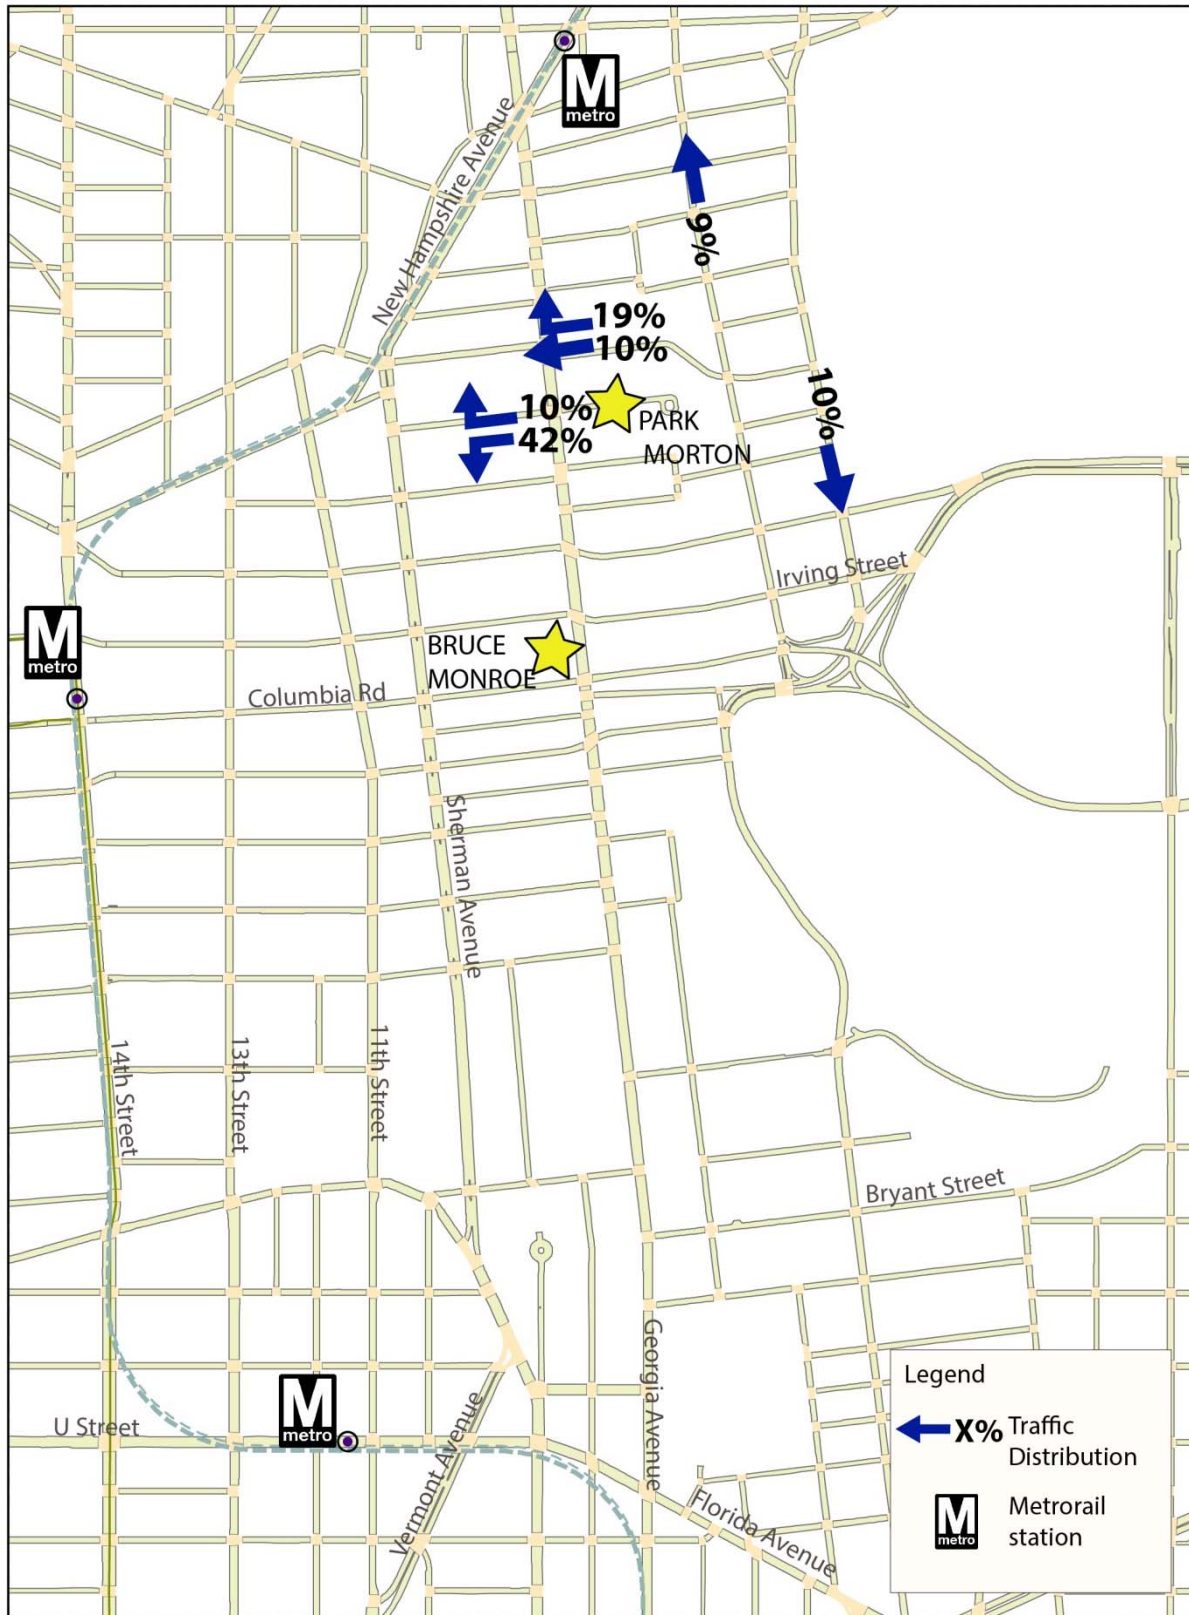 M
metro
New Hampshire Avenue
9%
19%
10%
10%
42%
PARK
MORTON
10%
Irving Street
M
metro
BRUCE
MONROE
Columbia Rd
Sherman Avenue
14th Street
13th Street
11th Street
Bryant Street
Georgia Avenue
M
metro
U Street
Vermont Avenue
Florida Avenue
Legend
X% Traffic
Distribution
M
metro
Metrorail
station